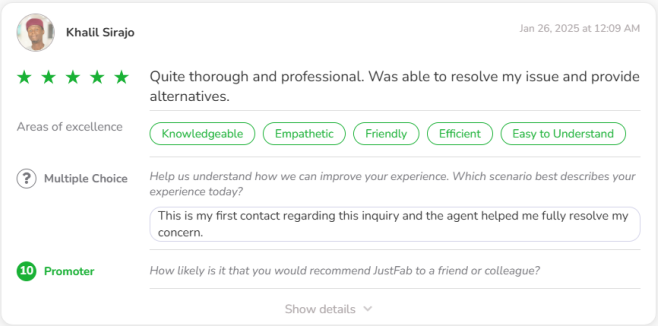 Khalil Sirajo
Jan 26, 2025 at 12:09 AM
Quite thorough and professional. Was able to resolve my issue and provide
alternatives.
Areas of excellence
Knowledgeable
Empathetic
Friendly
Efficient
Easy to Understand
? Multiple Choice
Help us understand how we can improve your experience. Which scenario best describes your
experience today?
This is my first contact regarding this inquiry and the agent helped me fully resolve my
concern.
10 Promoter
How likely is it that you would recommend JustFab to a friend or colleague?
Show details